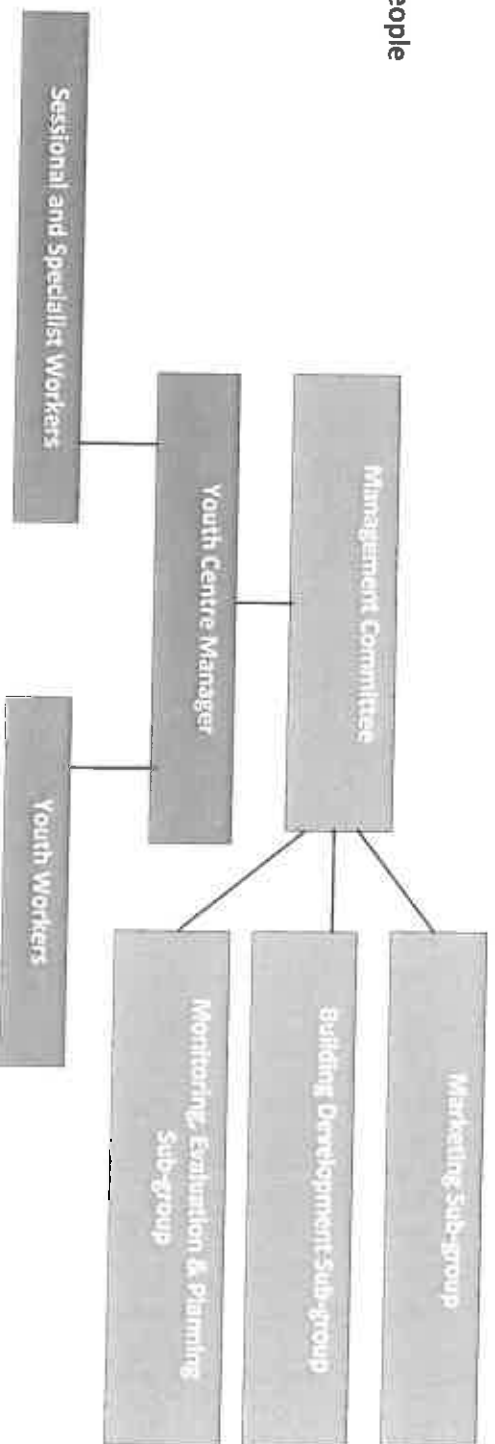 eople
Management Committee
Marketing Sub-group
Building Development Sub-group
Monitoring, Evaluation & Planning
Sub-group
Youth Centre Manager
Sessional and Specialist Workers
Youth Workers